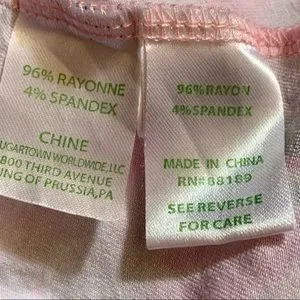 96% RAYONNE
4% SPANDEX
CHINE
UGARTOWN WORLDWIDE, LLC
800 THIRD AVENUE
ING OF PRUSSIA, PA
96% RAYON
4% SPANDEX
MADE IN CHINA
RN# 88189
SEE REVERSE
FOR CARE